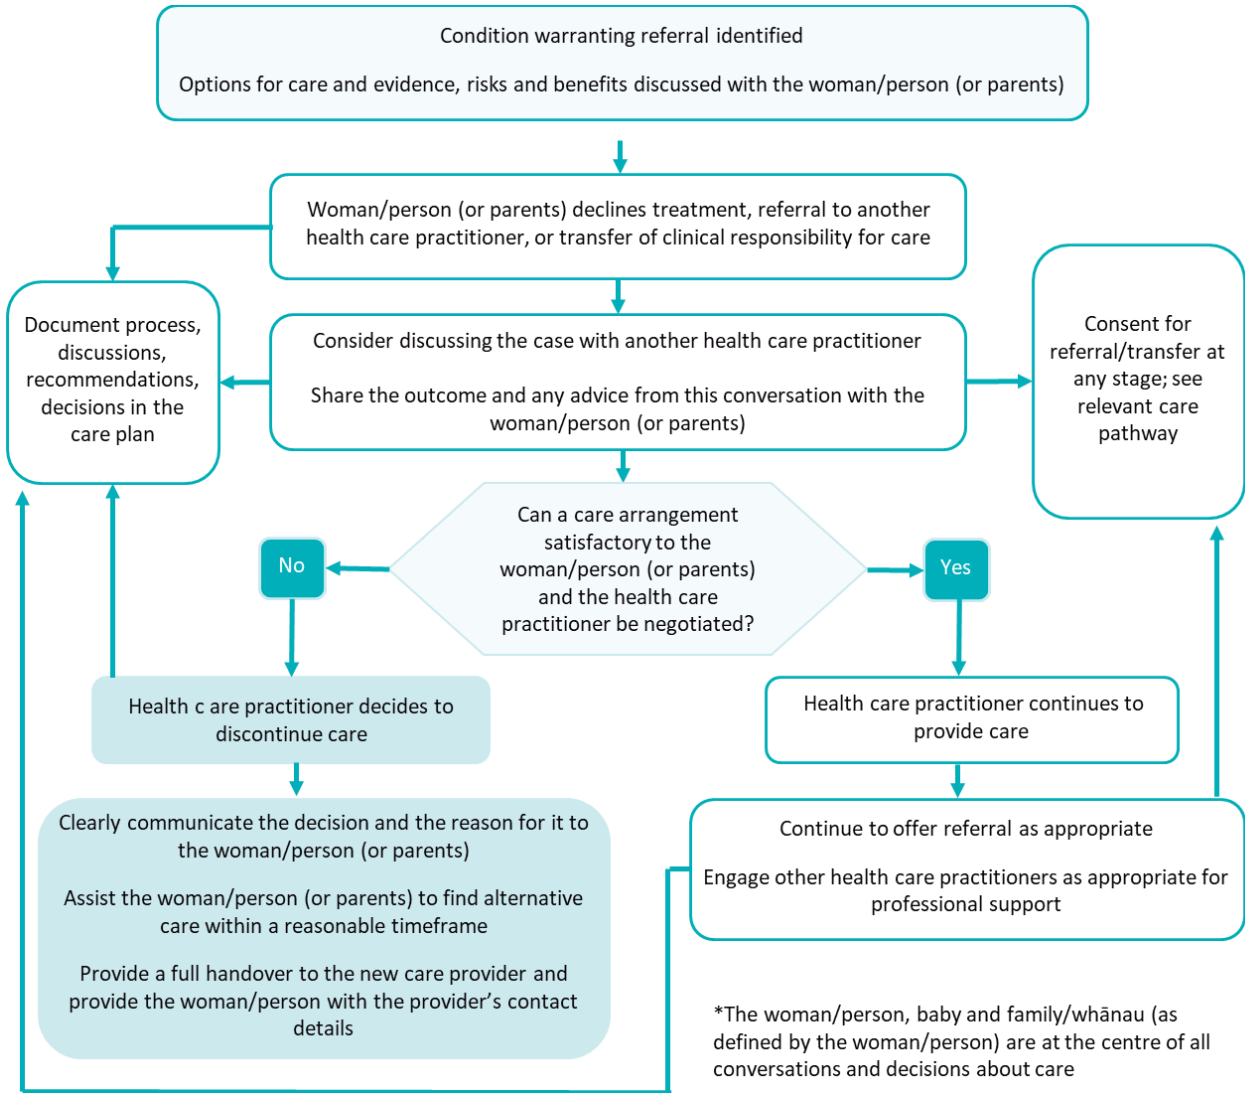 Condition warranting referral identified
Options for care and evidence, risks and benefits discussed with the woman/person (or parents)
Woman/person (or parents) declines treatment, referral to another
health care practitioner, or transfer of clinical responsibility for care
Document process,
discussions,
recommendations,
decisions in the
care plan
Consider discussing the case with another health care practitioner
Share the outcome and any advice from this conversation with the
woman/person (or parents)
Consent for
referral/transfer at
any stage; see
relevant care
pathway
Can a care arrangement
satisfactory to the
woman/person (or parents)
and the health care
practitioner be negotiated?
No
Yes
Health c are practitioner decides to
discontinue care
Health care practitioner continues to
provide care
Clearly communicate the decision and the reason for it to
the woman/person (or parents)
Assist the woman/person (or parents) to find alternative
care within a reasonable timeframe
Provide a full handover to the new care provider and
provide the woman/person with the provider’s contact
details
Continue to offer referral as appropriate
Engage other health care practitioners as appropriate for
professional support
*The woman/person, baby and family/whānau (as
defined by the woman/person) are at the centre of all
conversations and decisions about care